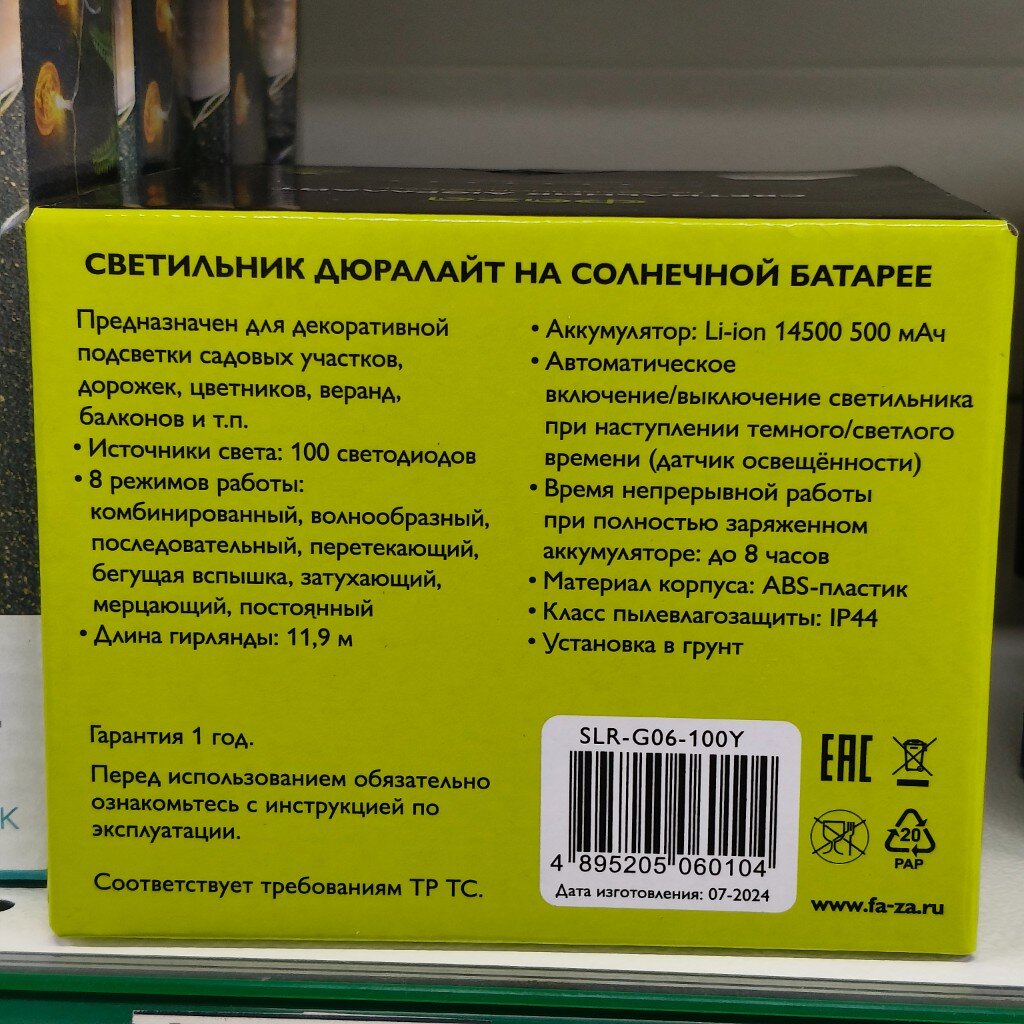 СВЕТИЛЬНИК ДЮРАЛАЙТ НА СОЛНЕЧНОЙ БАТАРЕЕ
Предназначен для декоративной
подсветки садовых участков,
дорожек, цветников, веранд,
балконов и т.п.
• Источники света: 100 светодиодов
• 8 режимов работы:
комбинированный, волнообразный,
последовательный, перетекающий,
бегущая вспышка, затухающий,
мерцающий, постоянный
• Длина гирлянды: 11,9 м
• Аккумулятор: Li-ion 14500 500 мАч
• Автоматическое
включение/выключение светильника
при наступлении темного/светлого
времени (датчик освещённости)
• Время непрерывной работы
при полностью заряженном
аккумуляторе: до 8 часов
• Материал корпуса: ABS-пластик
• Класс пылевлагозащиты: IP44
• Установка в грунт
Гарантия 1 год.
Перед использованием обязательно
ознакомьтесь с инструкцией по
эксплуатации.
Соответствует требованиям ТР ТС.
SLR-G06-100Y
4 895205 060104
Дата изготовления: 07-2024
EAC
20
PAP
www.fa-za.ru